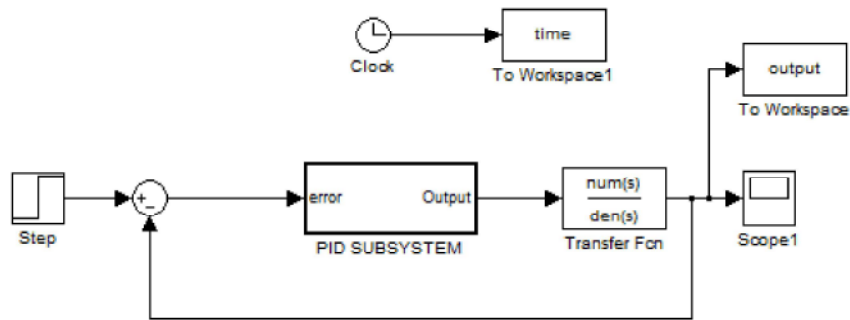 time
Clock
To Workspace1
output
To Workspace
error
Output
num(s)
den(s)
Step
PID SUBSYSTEM
Transfer Fcn
Scope1